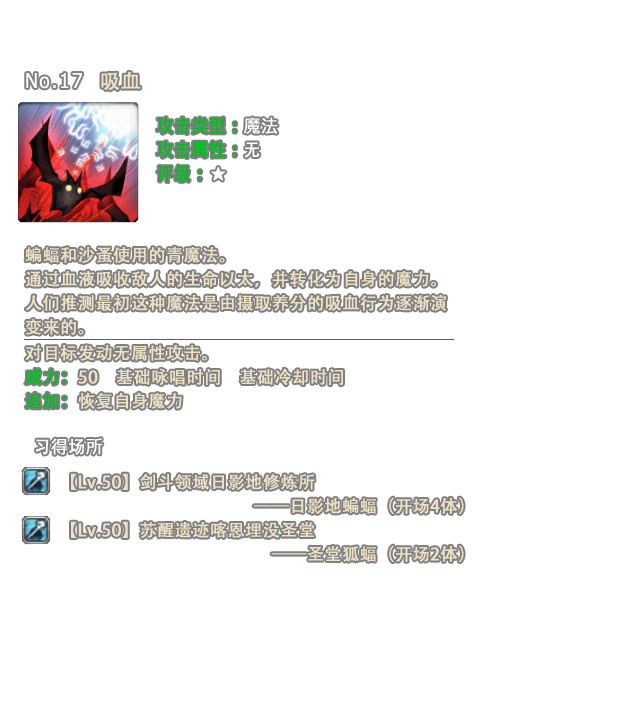 No.17 吸血
攻击类型：魔法
攻击属性：无
评级：☆
蝙蝠和沙蚤使用的青魔法。
通过血液吸收敌人的生命以太，并转化为自身的魔力。
人们推测最初这种魔法是由摄取养分的吸血行为逐渐演
变来的。
对目标发动无属性攻击。
威力：50 基础咏唱时间 基础冷却时间
追加：恢复自身魔力
习得场所
【Lv.50】剑斗领域日影地修炼所
——日影地蝙蝠（开场4体）
【Lv.50】苏醒遗迹喀恩埋没圣堂
——圣堂狐蝠（开场2体）